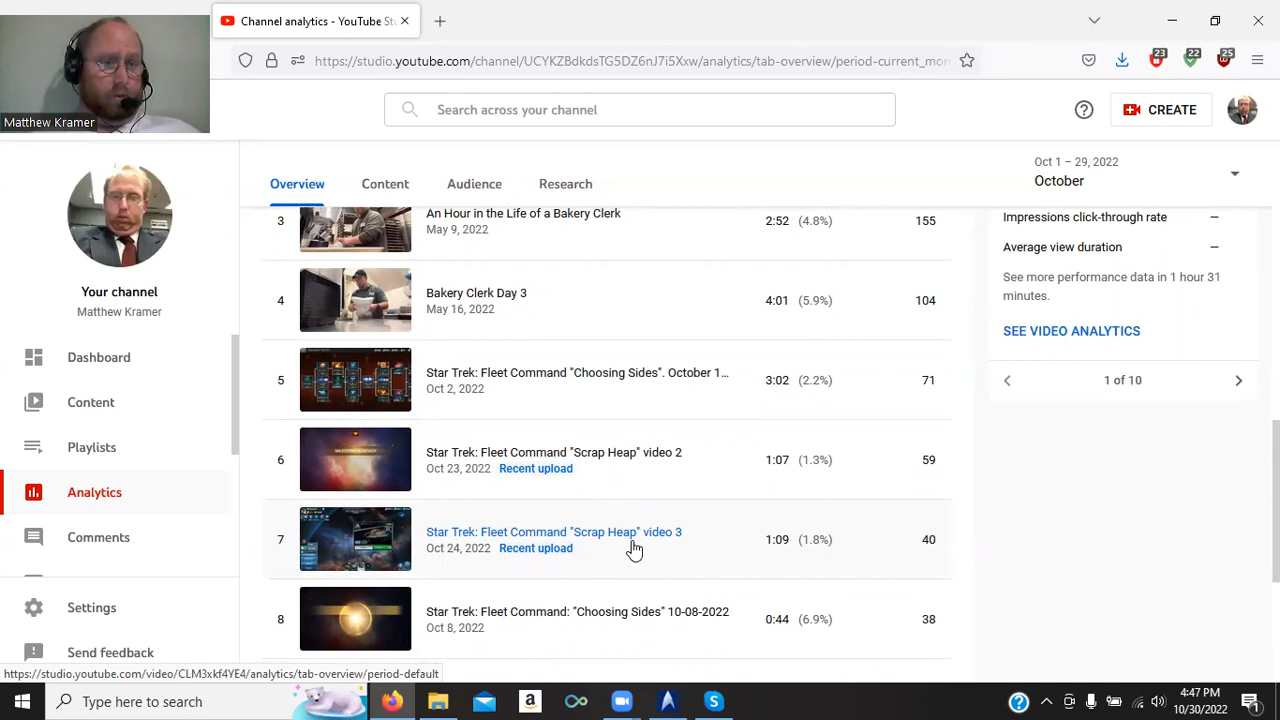 Channel analytics - YouTube Stu
https://studio.youtube.com/channel/UCYKZBdkdsTG5DZ6nJ7i5Xxw/analytics/tab-overview/period-current_mon
23
22
25
Matthew Kramer
Search across your channel
CREATE
Your channel
Matthew Kramer
Dashboard
Content
Playlists
Analytics
Comments
Settings
Send feedback
Overview
Content
Audience
Research
Oct 1 – 29, 2022
October
3
An Hour in the Life of a Bakery Clerk
May 9, 2022
2:52 (4.8%)
155
4
Bakery Clerk Day 3
May 16, 2022
4:01 (5.9%)
104
5
Star Trek: Fleet Command "Choosing Sides". October 1...
Oct 2, 2022
3:02 (2.2%)
71
6
Star Trek: Fleet Command "Scrap Heap" video 2
Oct 23, 2022 Recent upload
1:07 (1.3%)
59
7
Star Trek: Fleet Command "Scrap Heap" video 3
Oct 24, 2022 Recent upload
1:09 (1.8%)
40
8
Star Trek: Fleet Command: "Choosing Sides" 10-08-2022
Oct 8, 2022
0:44 (6.9%)
38
Impressions click-through rate –
Average view duration –
See more performance data in 1 hour 31
minutes.
SEE VIDEO ANALYTICS
1 of 10
https://studio.youtube.com/video/CLM3xkf4YE4/analytics/tab-overview/period-default
Type here to search
4:47 PM
10/30/2022
1